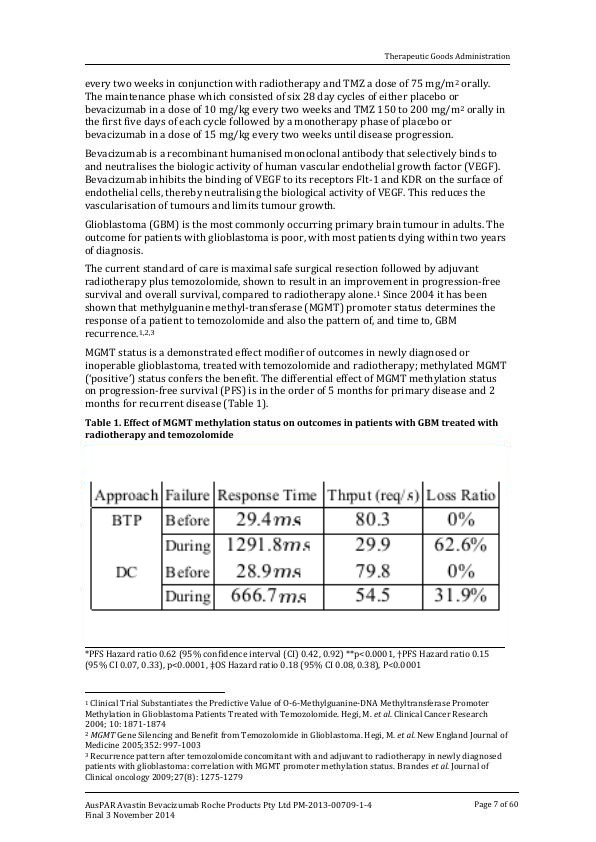 Therapeutic Goods Administration
every two weeks in conjunction with radiotherapy and TMZ a dose of 75 mg/m² orally.
The maintenance phase which consisted of six 28 day cycles of either placebo or
bevacizumab in a dose of 10 mg/kg every two weeks and TMZ 150 to 200 mg/m² orally in
the first five days of each cycle followed by a monotherapy phase of placebo or
bevacizumab in a dose of 15 mg/kg every two weeks until disease progression.
Bevacizumab is a recombinant humanised monoclonal antibody that selectively binds to
and neutralises the biologic activity of human vascular endothelial growth factor (VEGF).
Bevacizumab inhibits the binding of VEGF to its receptors Flt-1 and KDR on the surface of
endothelial cells, thereby neutralising the biological activity of VEGF. This reduces the
vascularisation of tumours and limits tumour growth.
Glioblastoma (GBM) is the most commonly occurring primary brain tumour in adults. The
outcome for patients with glioblastoma is poor, with most patients dying within two years
of diagnosis.
The current standard of care is maximal safe surgical resection followed by adjuvant
radiotherapy plus temozolomide, shown to result in an improvement in progression-free
survival and overall survival, compared to radiotherapy alone.¹ Since 2004 it has been
shown that methylguanine methyl-transferase (MGMT) promoter status determines the
response of a patient to temozolomide and also the pattern of, and time to, GBM
recurrence.¹,²,³
MGMT status is a demonstrated effect modifier of outcomes in newly diagnosed or
inoperable glioblastoma, treated with temozolomide and radiotherapy; methylated MGMT
('positive') status confers the benefit. The differential effect of MGMT methylation status
on progression-free survival (PFS) is in the order of 5 months for primary disease and 2
months for recurrent disease (Table 1).
Table 1. Effect of MGMT methylation status on outcomes in patients with GBM treated with
radiotherapy and temozolomide
Approach Failure Response Time Thrput (req/s) Loss Ratio
BTP Before 29.4ms 80.3 0%
During 1291.8ms 29.9 62.6%
DC Before 28.9ms 79.8 0%
During 666.7ms 54.5 31.9%
*PFS Hazard ratio 0.62 (95% confidence interval (CI) 0.42, 0.92) **p<0.0001, †PFS Hazard ratio 0.15
(95% CI 0.07, 0.33), p<0.0001, ‡OS Hazard ratio 0.18 (95% CI 0.08, 0.38), P<0.0001
¹ Clinical Trial Substantiates the Predictive Value of O-6-Methylguanine-DNA Methyltransferase Promoter
Methylation in Glioblastoma Patients Treated with Temozolomide. Hegi, M. et al. Clinical Cancer Research
2004; 10: 1871-1874
² MGMT Gene Silencing and Benefit from Temozolomide in Glioblastoma. Hegi, M. et al. New England Journal of
Medicine 2005;352: 997-1003
³ Recurrence pattern after temozolomide concomitant with and adjuvant to radiotherapy in newly diagnosed
patients with glioblastoma: correlation with MGMT promoter methylation status. Brandes et al. Journal of
Clinical oncology 2009;27(8): 1275-1279
AusPAR Avastin Bevacizumab Roche Products Pty Ltd PM-2013-00709-1-4
Final 3 November 2014
Page 7 of 60